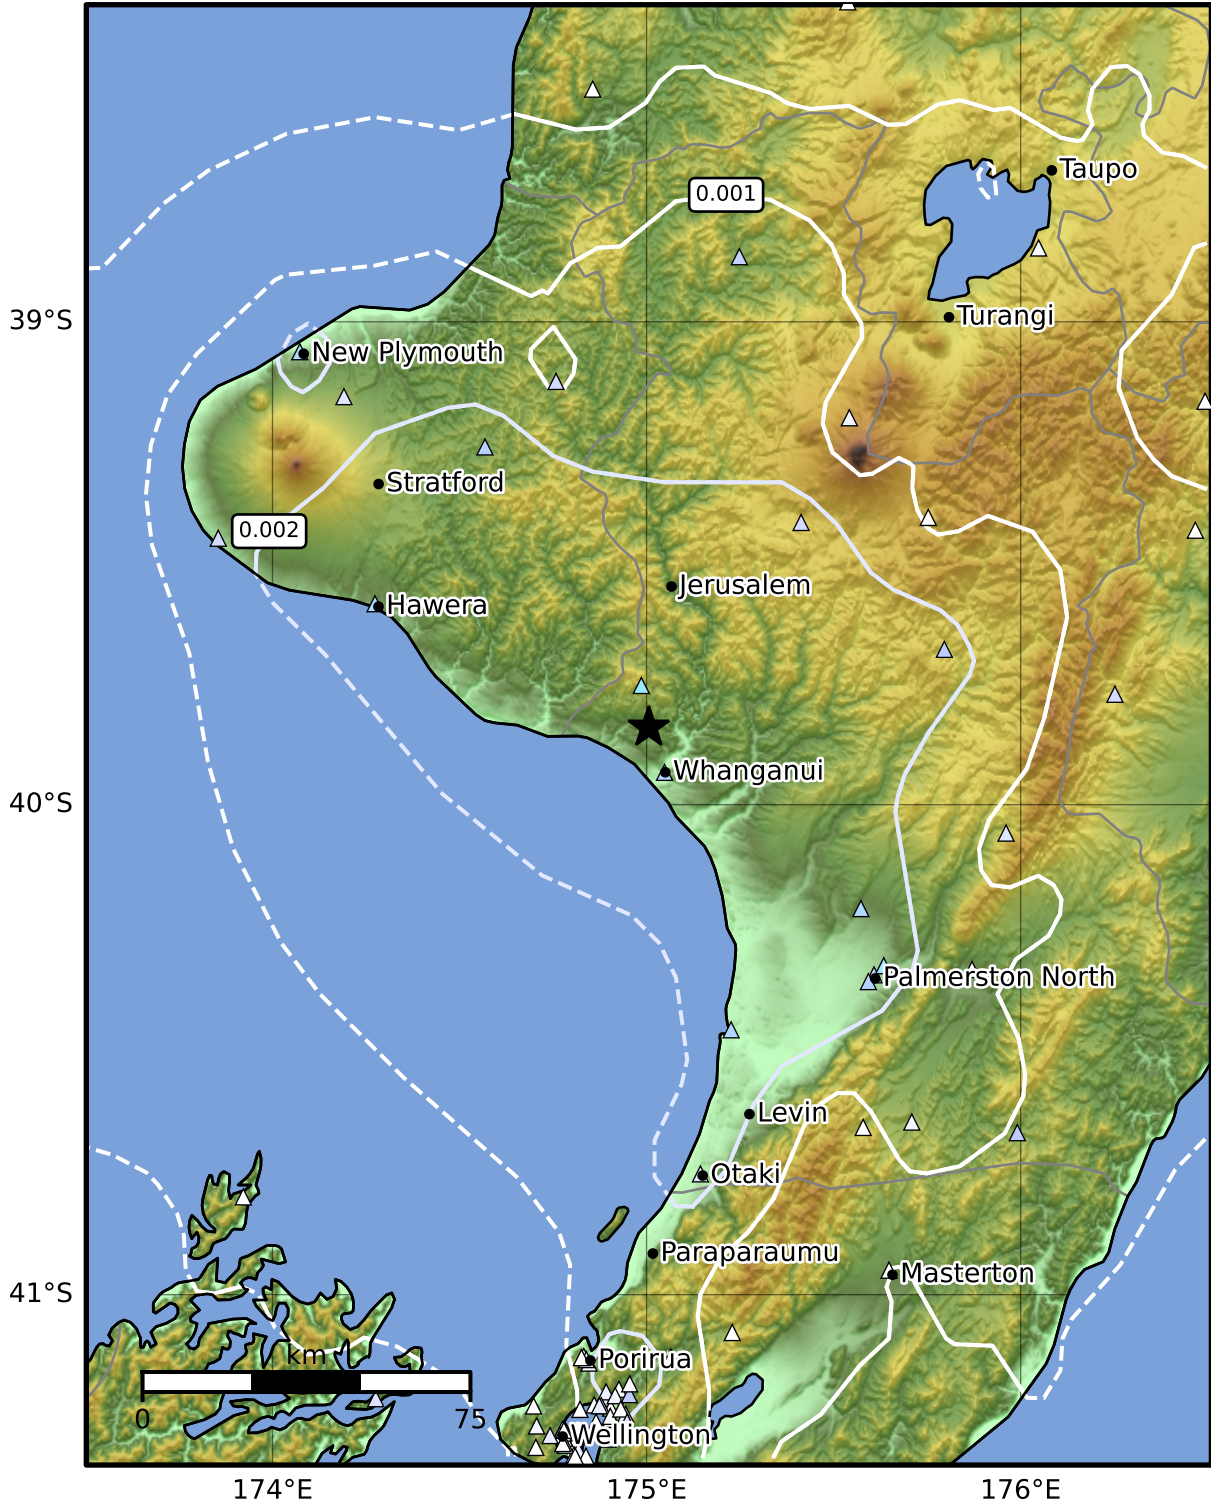 0.001
Taupo
39°S
Turangi
New Plymouth
Stratford
0.002
Jerusalem
Hawera
Whanganui
40°S
Palmerston North
Levin
Otaki
Paraparaumu
Masterton
41°S
km
Porirua
0
75
Wellington
174°E
175°E
176°E